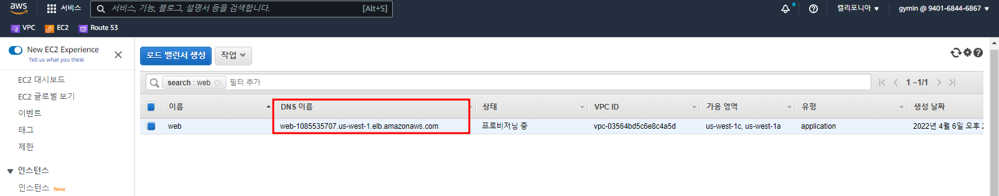 aws 서비스 서비스, 기능, 블로그, 설명서 등을 검색합니다. [Alt+S] 캘리포니아 gymin @ 9401-6844-6867
VPC EC2 Route 53
New EC2 Experience
Tell us what you think
EC2 대시보드
EC2 글로벌 보기
이벤트
태그
제한
인스턴스
인스턴스 New
로드 밸런서 생성 작업
search : web 필터 추가 1 ~1/1
이름 DNS 이름 상태 VPC ID 가용 영역 유형 생성 날짜
web web-1085535707.us-west-1.elb.amazonaws.com 프로비저닝 중 vpc-03564bd5c6e8c4a5d us-west-1c, us-west-1a application 2022년 4월 6일 오후